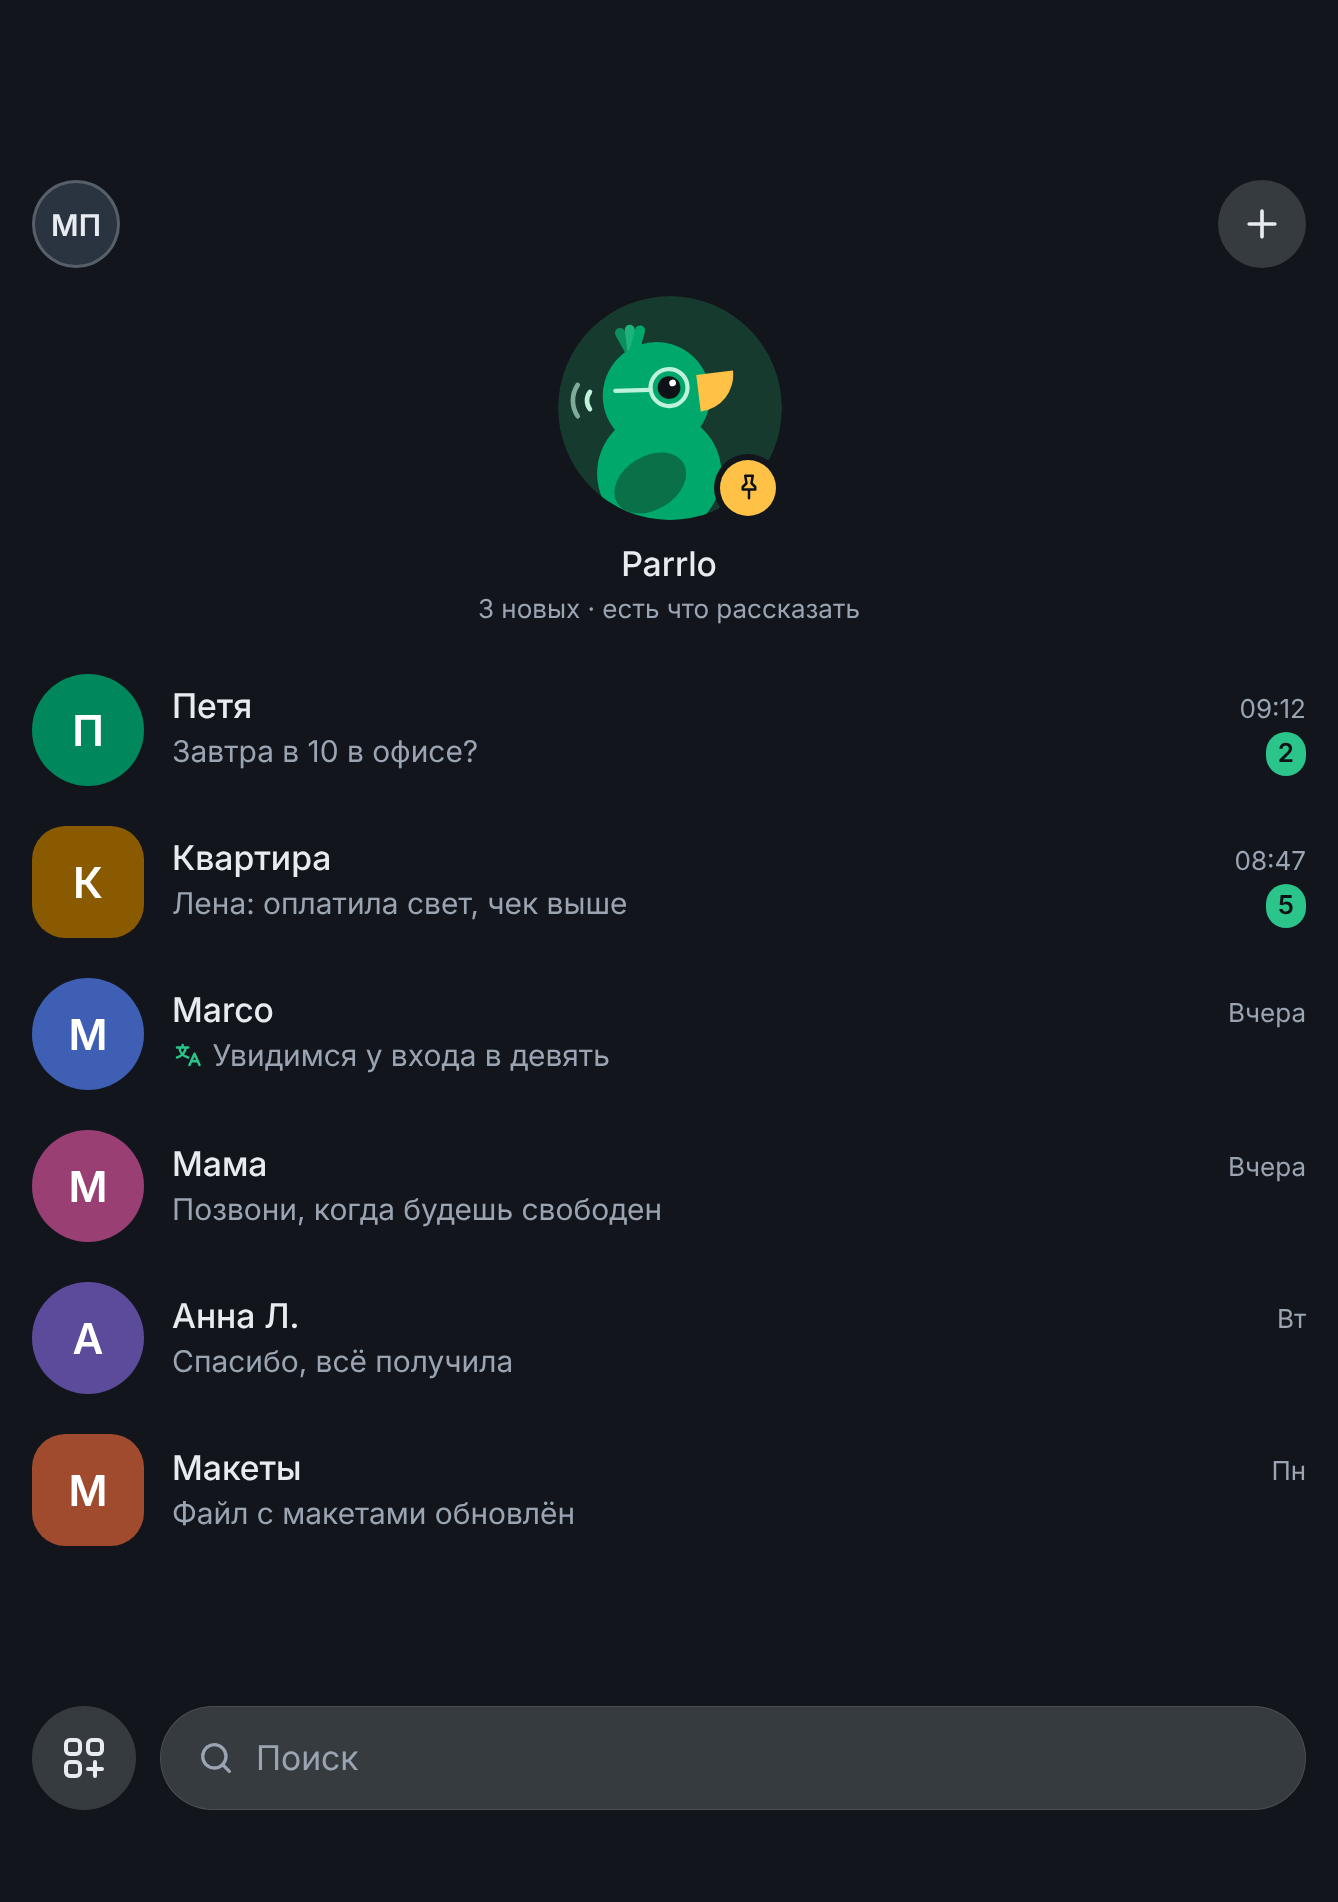 МП
Parrlo
3 новых · есть что рассказать
П
Петя
09:12
Завтра в 10 в офисе?
2
К
Квартира
08:47
Лена: оплатила свет, чек выше
5
M
Marco
Вчера
Увидимся у входа в девять
М
Мама
Вчера
Позвони, когда будешь свободен
А
Анна Л.
Вт
Спасибо, всё получила
М
Макеты
Пн
Файл с макетами обновлён
Поиск